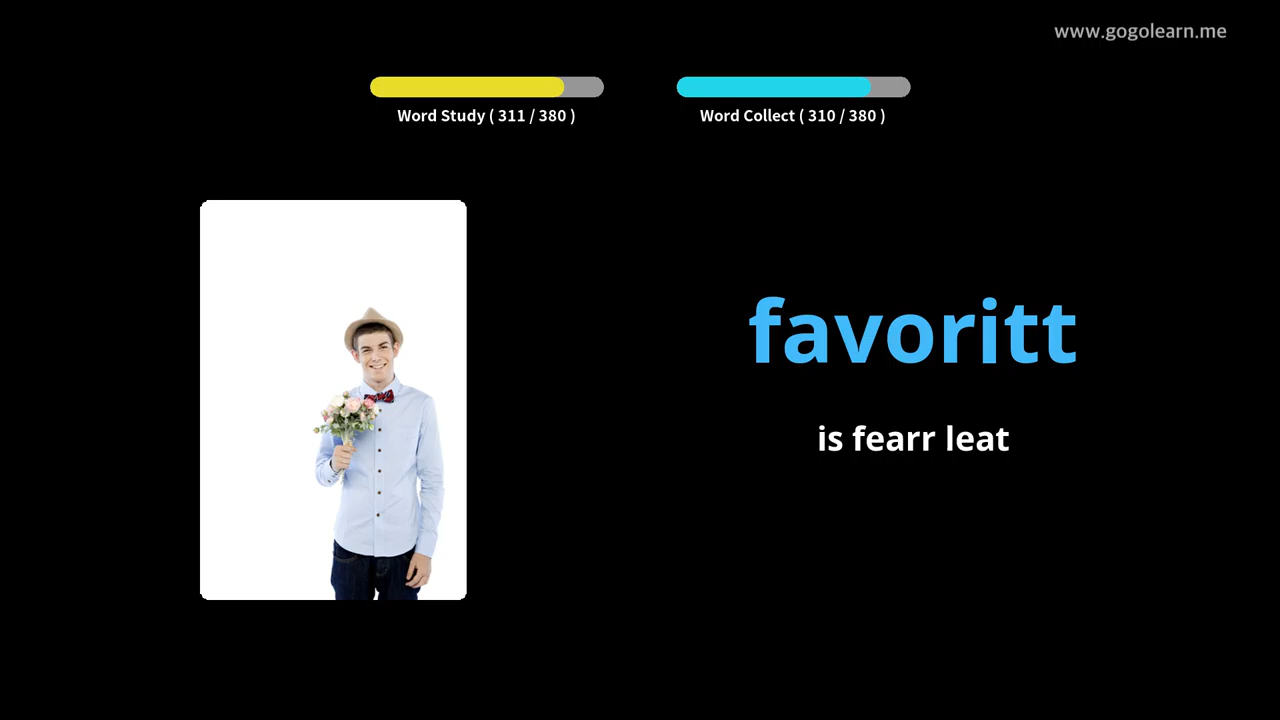 www.gogolearn.me
Word Study ( 311 / 380 )
Word Collect ( 310 / 380 )
favoritt
is fearr leat